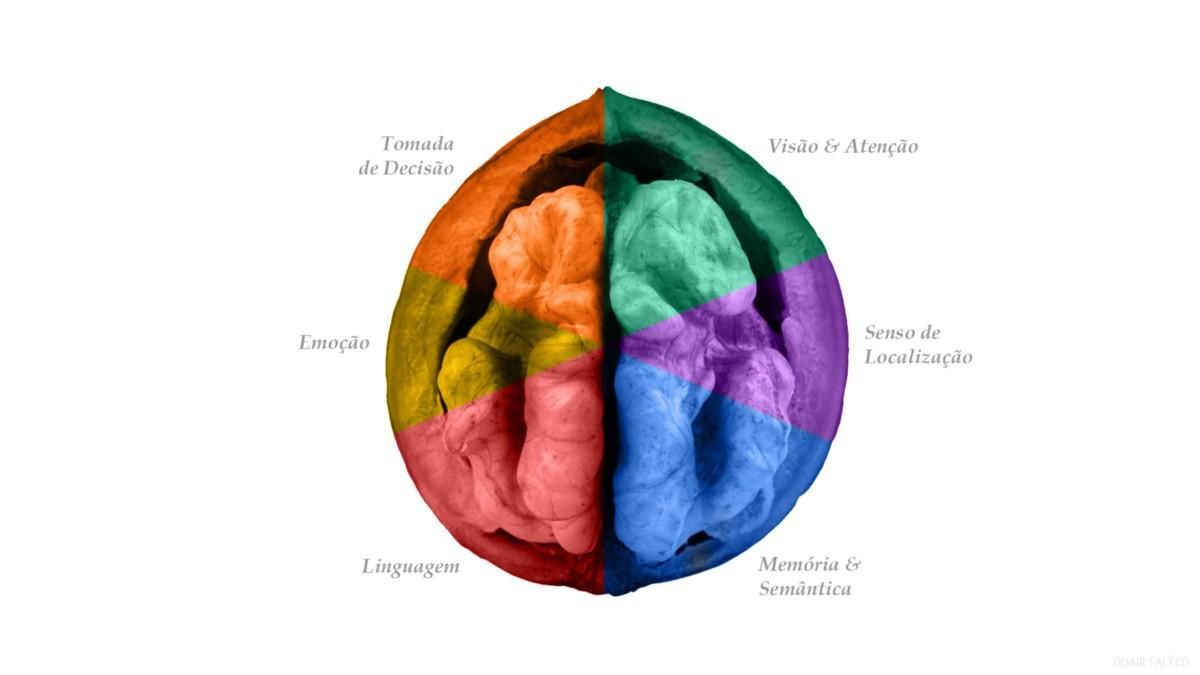 Tomada
de Decisão
Visão & Atenção
Emoção
Senso de
Localização
Linguagem
Memória &
Semântica
ODAIR FALÉCO